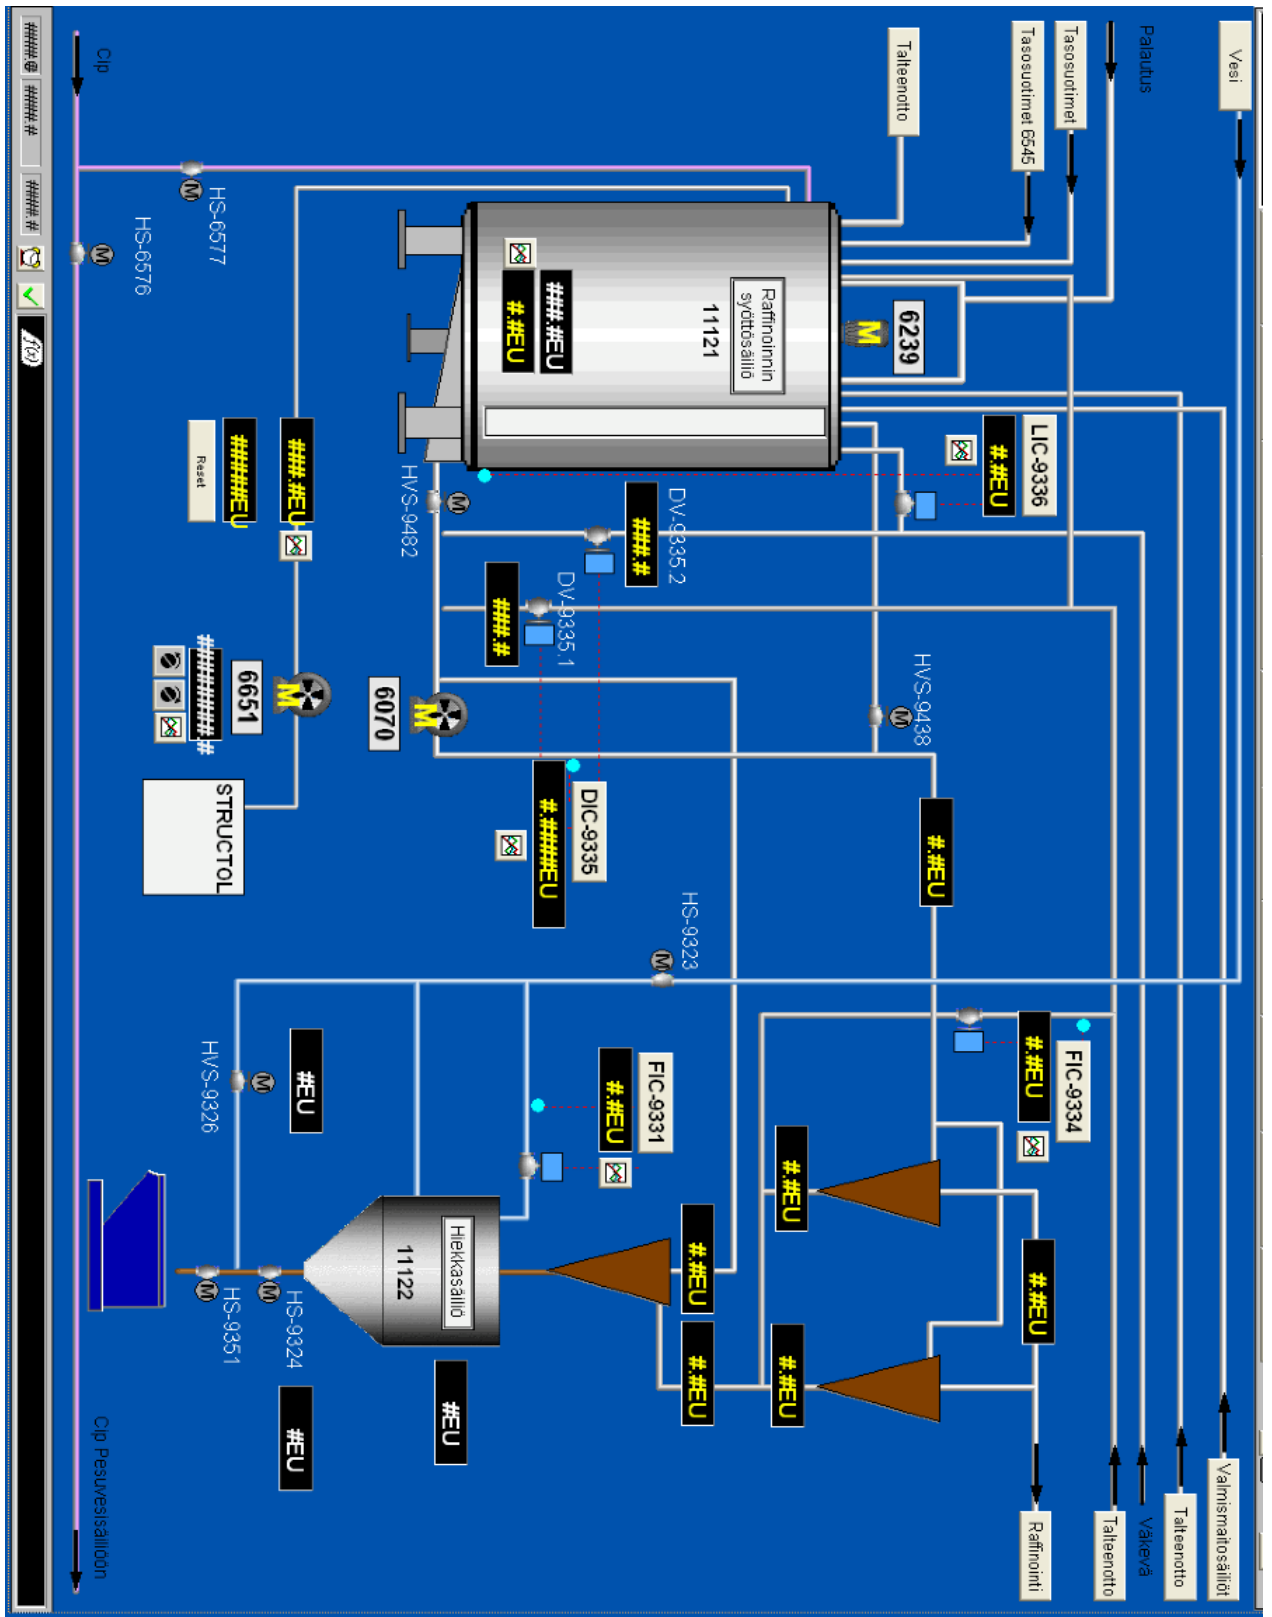 Vesi
Valmismaitosäiliöt
Talteenotto
Palautus
Väkevä
Talteenotto
Tasosuotimet
Tasosuotimet 6545
LIC-9336
#.#EU
FIC-9334
#.#EU
#.#EU
Raffinointi
Talteenotto
6239
HVS-9438
#.#EU
#.#EU
#.#EU
Raffinoinnin
syöttösäiliö
11121
DV-9335.2
###.#
HS-9323
#.#EU
#.#EU
FIC-9331
#.#EU
###.#EU
#.#EU
DV-9335.1
###.#
DIC-9335
#.####EU
Hiekkasäiliö
11122
#EU
HVS-9482
6070
###.#EU
#####EU
Reset
6651
########.#
STRUCTOL
#EU
HVS-9326
HS-9324
HS-9351
#EU
HS-6577
HS-6576
Cip
Cip Pesuvesisäiliöön
####.@
####.#
####.#
f(x)